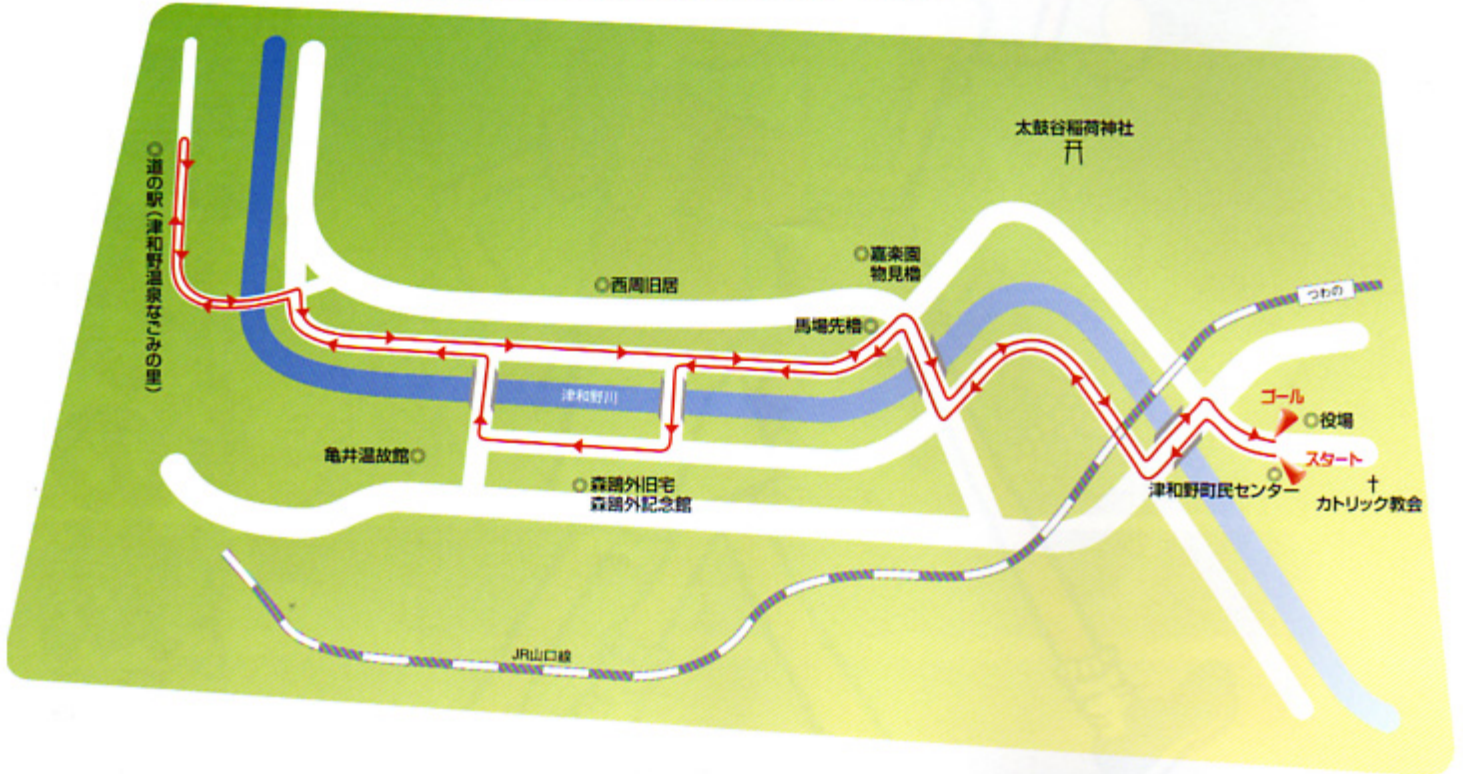 太鼓谷稲荷神社
◎道の駅(津和野温泉なごみの里)
◎嘉楽園
物見櫓
◎西周旧居
つわの
馬場先櫓◎
津和野川
ゴール
◎役場
亀井温故館◎
スタート
◎森鴎外旧宅
森鴎外記念館
津和野町民センター◎
カトリック教会
JR山口線